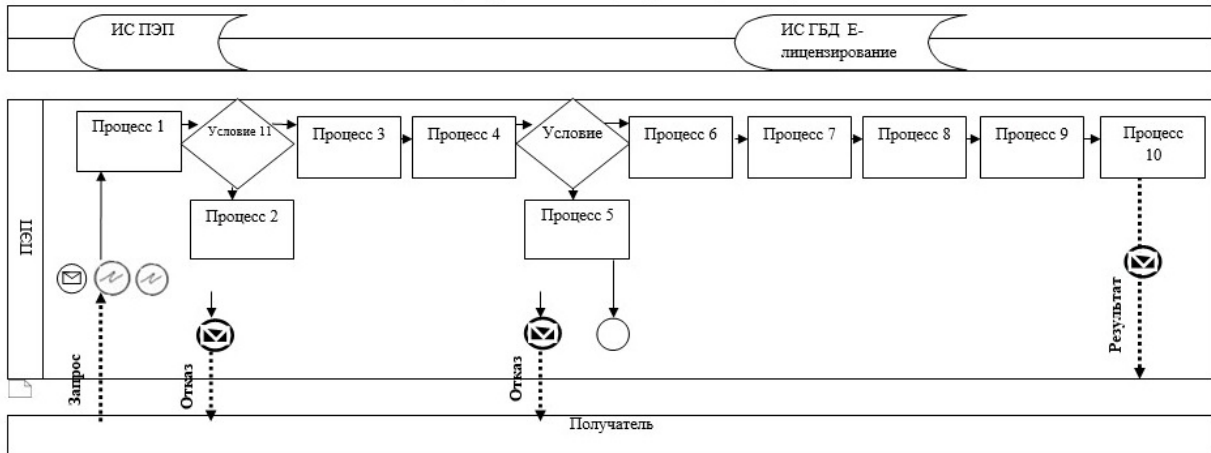 ИС ПЭП
ИС ГБД Е-
лицензирование
ПЭП
Процесс 1
Условие 11
Процесс 3
Процесс 4
Условие
Процесс 6
Процесс 7
Процесс 8
Процесс 9
Процесс
10
Процесс 2
Процесс 5
Запрос
Отказ
Отказ
Результат
Получатель